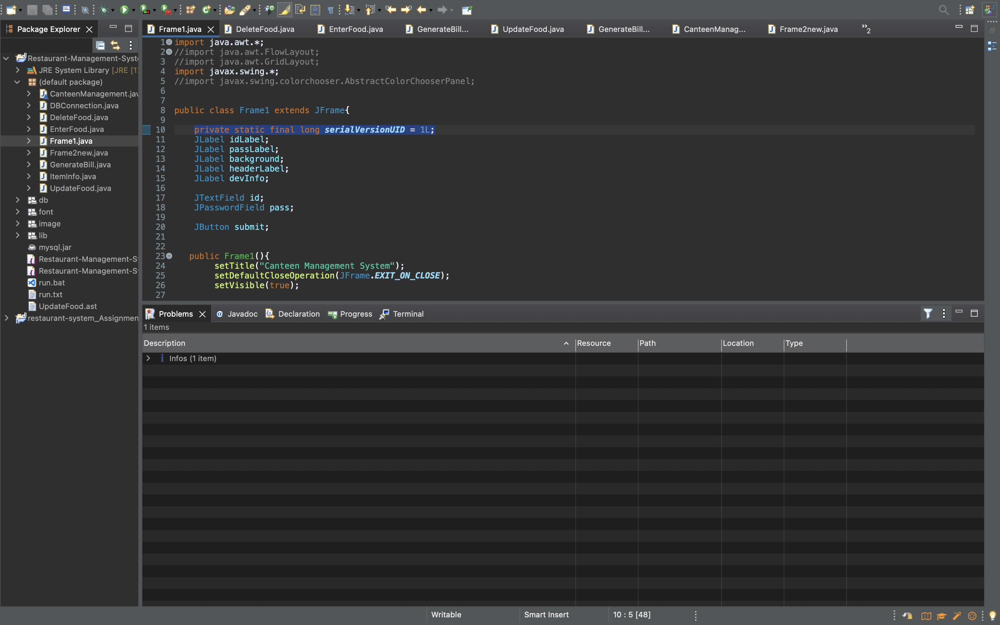 Package Explorer
Restaurant-Management-Syst
JRE System Library [JRE [17
(default package)
CanteenManagement.jav
DBConnection.java
DeleteFood.java
EnterFood.java
Frame1.java
Frame2new.java
GenerateBill.java
ItemInfo.java
UpdateFood.java
db
font
image
lib
mysql.jar
Restaurant-Management-S
Restaurant-Management-S
run.bat
run.txt
UpdateFood.ast
restaurant-system_Assignmen
Frame1.java DeleteFood.java EnterFood.java GenerateBill... UpdateFood.java GenerateBill... CanteenManag... Frame2new.java »2
1 import java.awt.*;
2 //import java.awt.FlowLayout;
3 //import java.awt.GridLayout;
4 import javax.swing.*;
5 //import javax.swing.colorchooser.AbstractColorChooserPanel;
6
7
8 public class Frame1 extends JFrame{
9
10 private static final long serialVersionUID = 1L;
11 JLabel idLabel;
12 JLabel passLabel;
13 JLabel background;
14 JLabel headerLabel;
15 JLabel devInfo;
16
17 JTextField id;
18 JPasswordField pass;
19
20 JButton submit;
21
22
23 public Frame1(){
24 setTitle("Canteen Management System");
25 setDefaultCloseOperation(JFrame.EXIT_ON_CLOSE);
26 setVisible(true);
27
Problems @ Javadoc Declaration Progress Terminal
1 items
Description Resource Path Location Type
i Infos (1 item)
Writable Smart Insert 10 : 5 [48]